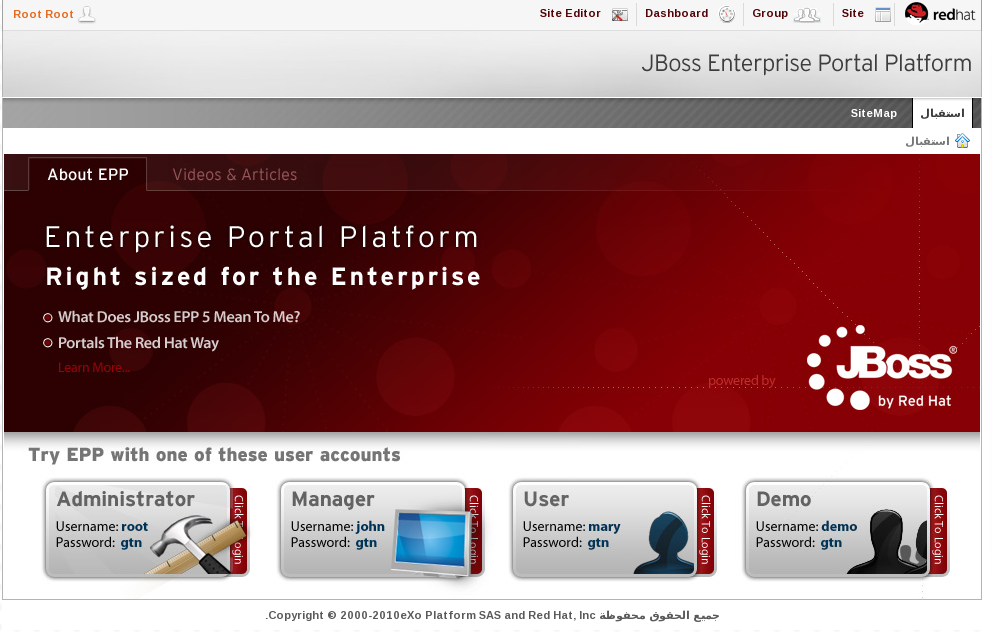 Root Root
Site Editor
Dashboard
Group
Site
redhat
JBoss Enterprise Portal Platform
SiteMap
استقبال
استقبال
About EPP
Videos & Articles
Enterprise Portal Platform
Right sized for the Enterprise
What Does JBoss EPP 5 Mean To Me?
Portals The Red Hat Way
Learn More...
powered by
JBoss®
by Red Hat
Try EPP with one of these user accounts
Administrator
Username: root
Password: gtn
Click To Login
Manager
Username: john
Password: gtn
Click To Login
User
Username: mary
Password: gtn
Click To Login
Demo
Username: demo
Password: gtn
Click To Login
.Copyright © 2000-2010eXo Platform SAS and Red Hat, Inc جميع الحقوق محفوظة